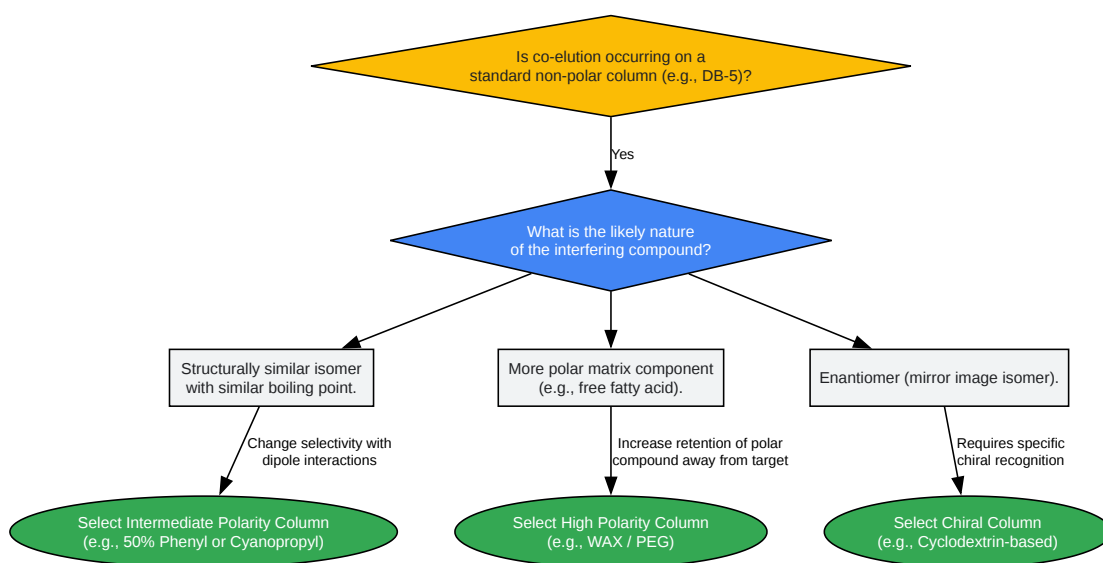 Is co-elution occurring on a
standard non-polar column (e.g., DB-5)?
Yes
What is the likely nature
of the interfering compound?
Structurally similar isomer
with similar boiling point.
More polar matrix component
(e.g., free fatty acid).
Enantiomer (mirror image isomer).
Change selectivity with
dipole interactions
Increase retention of polar
compound away from target
Requires specific
chiral recognition
Select Intermediate Polarity Column
(e.g., 50% Phenyl or Cyanopropyl)
Select High Polarity Column
(e.g., WAX / PEG)
Select Chiral Column
(e.g., Cyclodextrin-based)